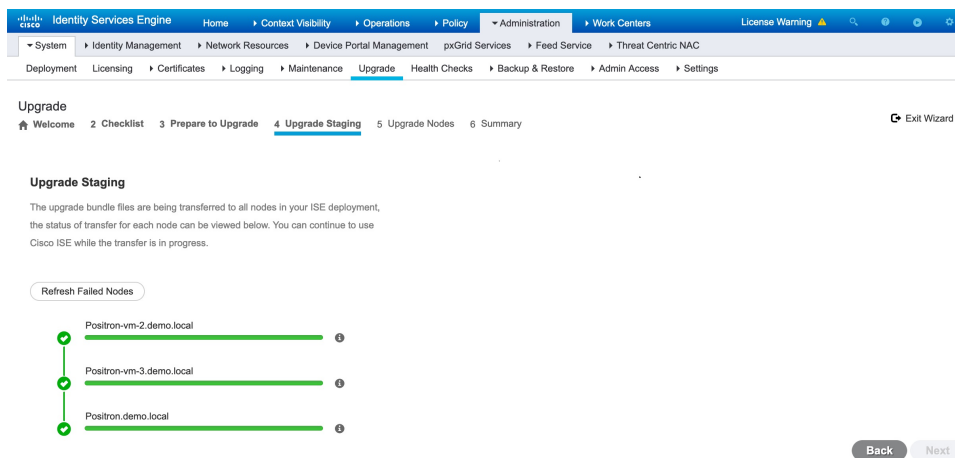 cisco Identity Services Engine Home Context Visibility Operations Policy Administration Work Centers License Warning
System Identity Management Network Resources Device Portal Management pxGrid Services Feed Service Threat Centric NAC
Deployment Licensing Certificates Logging Maintenance Upgrade Health Checks Backup & Restore Admin Access Settings
Upgrade
Welcome 2 Checklist 3 Prepare to Upgrade 4 Upgrade Staging 5 Upgrade Nodes 6 Summary Exit Wizard
Upgrade Staging
The upgrade bundle files are being transferred to all nodes in your ISE deployment,
the status of transfer for each node can be viewed below. You can continue to use
Cisco ISE while the transfer is in progress.
Refresh Failed Nodes
Positron-vm-2.demo.local
Positron-vm-3.demo.local
Positron.demo.local
Back Next